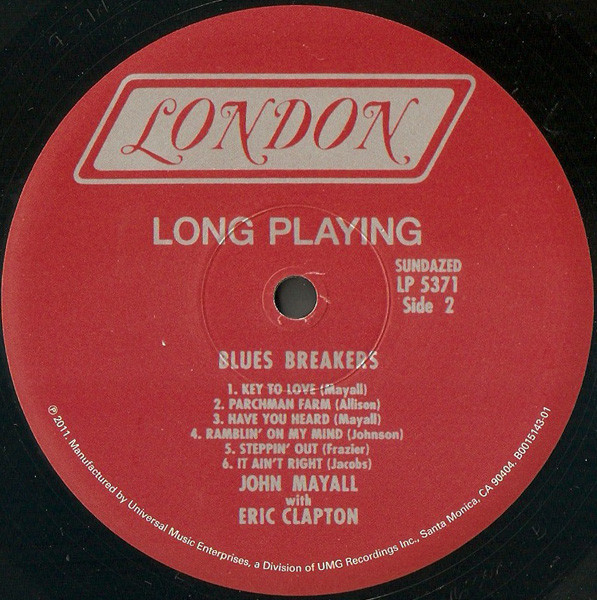 LONDON
LONG PLAYING
SUNDAZED
LP 5371
Side 2
BLUES BREAKERS
1. KEY TO LOVE (Mayall)
2. PARCHMAN FARM (Allison)
3. HAVE YOU HEARD (Mayall)
4. RAMBLIN' ON MY MIND (Johnson)
5. STEPPIN' OUT (Frazier)
6. IT AIN'T RIGHT (Jacobs)
JOHN MAYALL
with
ERIC CLAPTON
℗ 2011. Manufactured by Universal Music Enterprises, a Division of UMG Recordings Inc., Santa Monica, CA 90404. B0015143-01